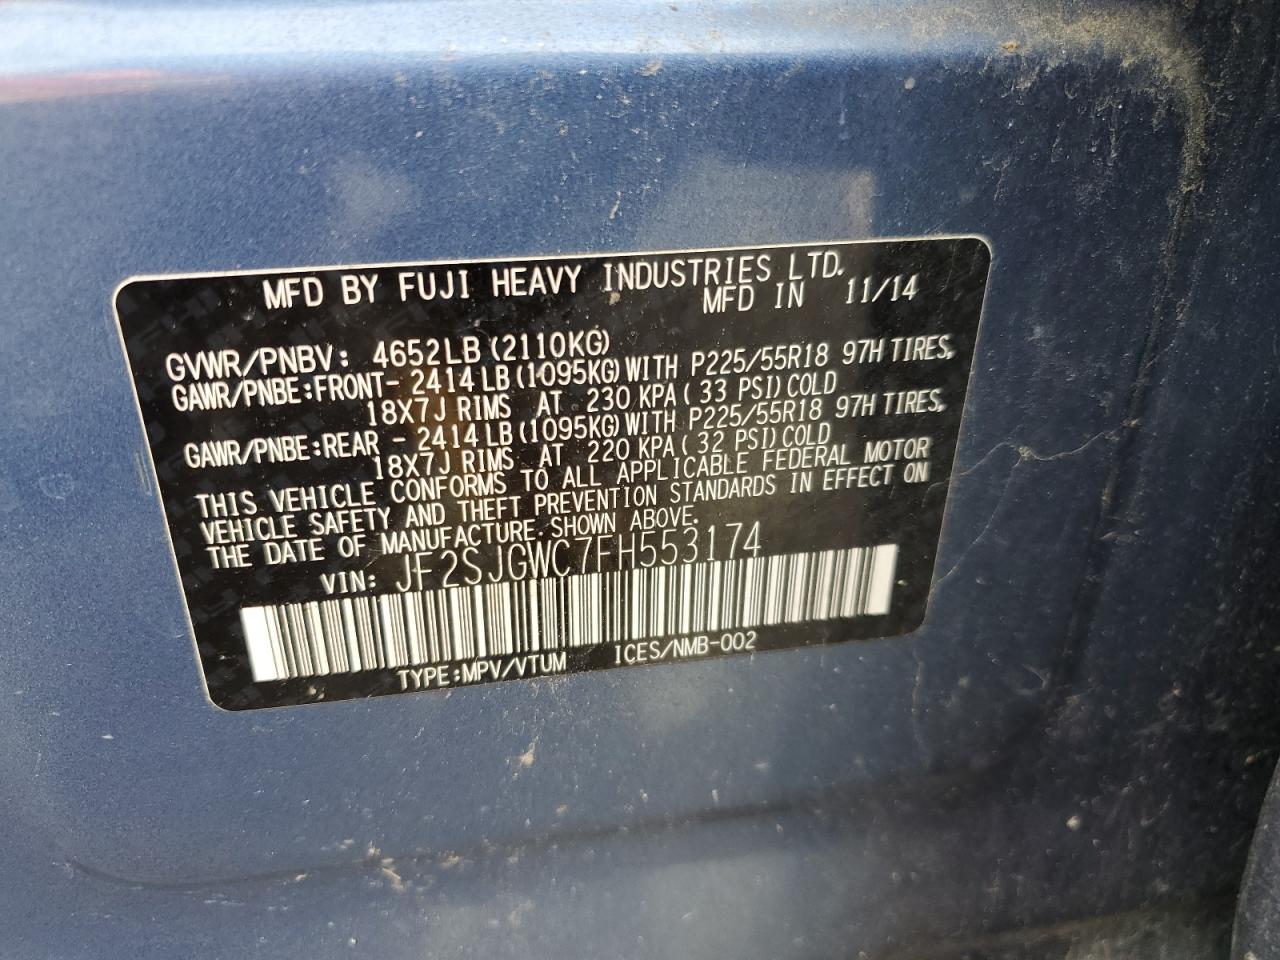 MFD BY FUJI HEAVY INDUSTRIES LTD.
MFD IN 11/14
GVWR/PNBV: 4652LB (2110KG)
GAWR/PNBE:FRONT- 2414LB (1095KG) WITH P225/55R18 97H TIRES,
18X7J RIMS AT 230 KPA ( 33 PSI) COLD
GAWR/PNBE:REAR - 2414LB (1095KG) WITH P225/55R18 97H TIRES,
18X7J RIMS AT 220 KPA ( 32 PSI) COLD
THIS VEHICLE CONFORMS TO ALL APPLICABLE FEDERAL MOTOR
VEHICLE SAFETY AND THEFT PREVENTION STANDARDS IN EFFECT ON
THE DATE OF MANUFACTURE SHOWN ABOVE.
VIN: JF2SJGWC7FH553174
TYPE:MPV/VTUM ICES/NMB-002